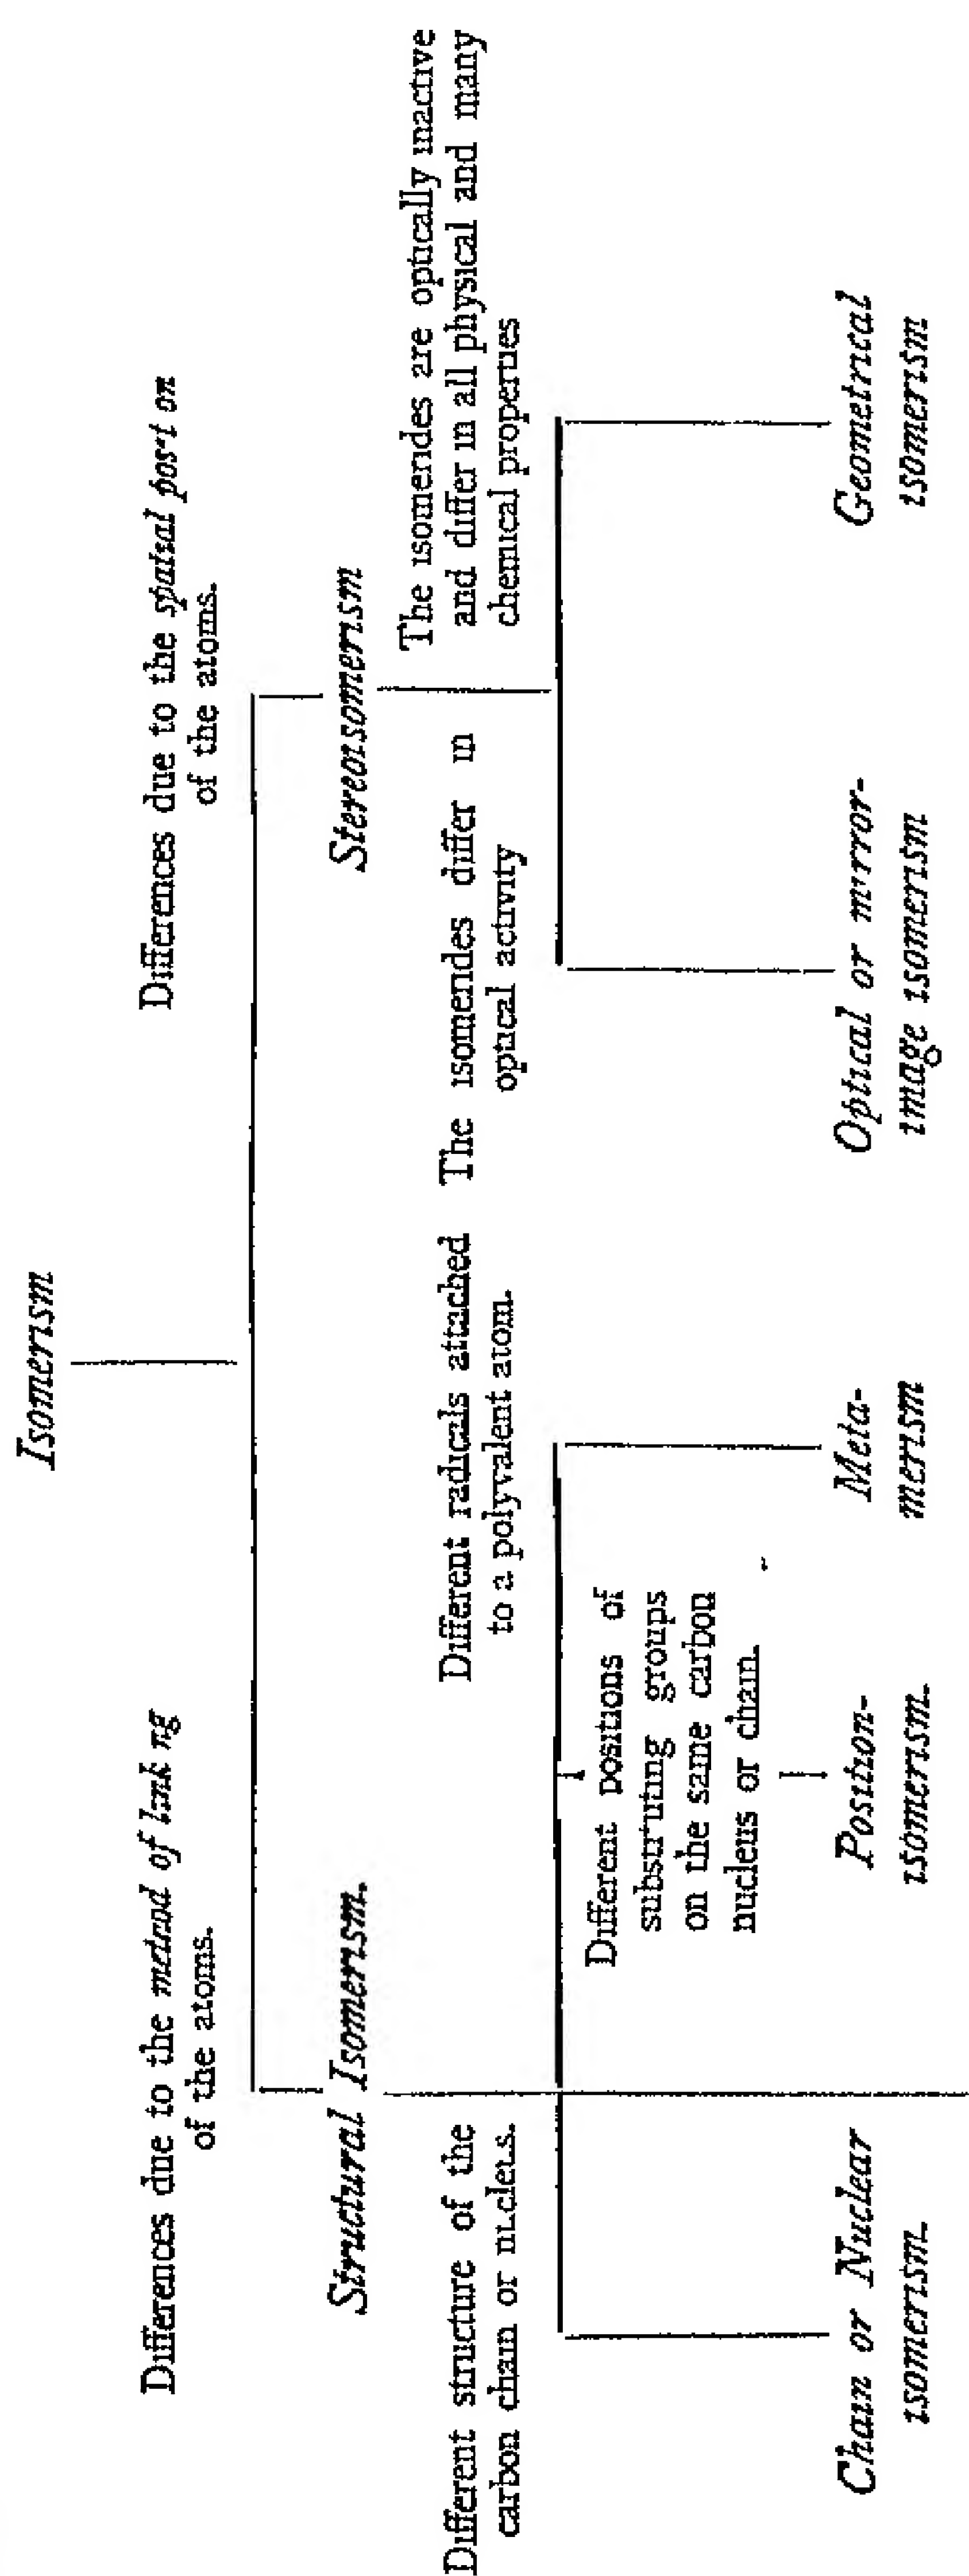 Isomerism
Differences due to the method of linking
of the atoms.
Differences due to the spatial position
of the atoms.
Structural Isomerism.
Stereoisomerism
Different structure of the
carbon chain or nucleus.
Different radicals attached
to a polyvalent atom.
The isomerides differ in
optical activity
The isomerides are optically inactive
and differ in all physical and many
chemical properties
Different positions of
substituting groups
on the same carbon
nucleus or chain.
Chain or Nuclear
isomerism.
Position-
isomerism.
Meta-
merism
Optical or mirror-
image isomerism
Geometrical
isomerism